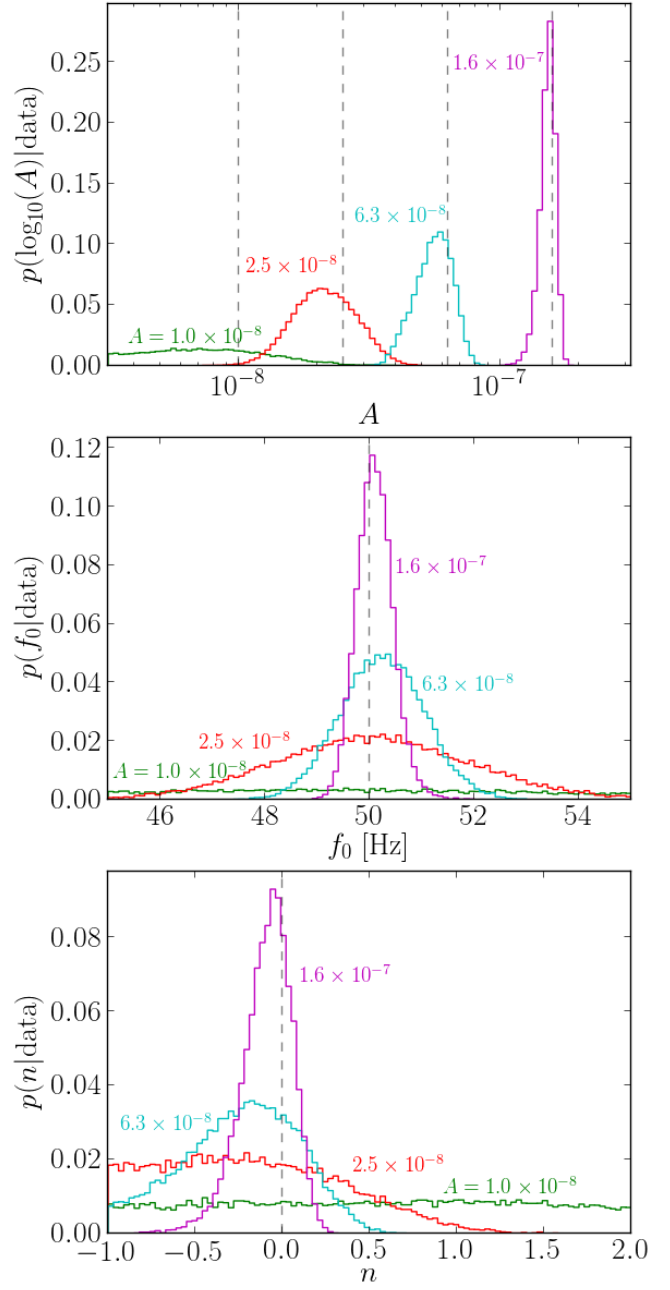 p(log₁₀(A)|data)
0.25
0.20
0.15
0.10
0.05
0.00
1.6 × 10⁻⁷
6.3 × 10⁻⁸
2.5 × 10⁻⁸
A = 1.0 × 10⁻⁸
10⁻⁸
10⁻⁷
A
p(f₀|data)
0.12
0.10
0.08
0.06
0.04
0.02
0.00
1.6 × 10⁻⁷
6.3 × 10⁻⁸
2.5 × 10⁻⁸
A = 1.0 × 10⁻⁸
46
48
50
52
54
f₀ [Hz]
p(n|data)
0.08
0.06
0.04
0.02
0.00
1.6 × 10⁻⁷
6.3 × 10⁻⁸
2.5 × 10⁻⁸
A = 1.0 × 10⁻⁸
−1.0
−0.5
0.0
0.5
1.0
1.5
2.0
n